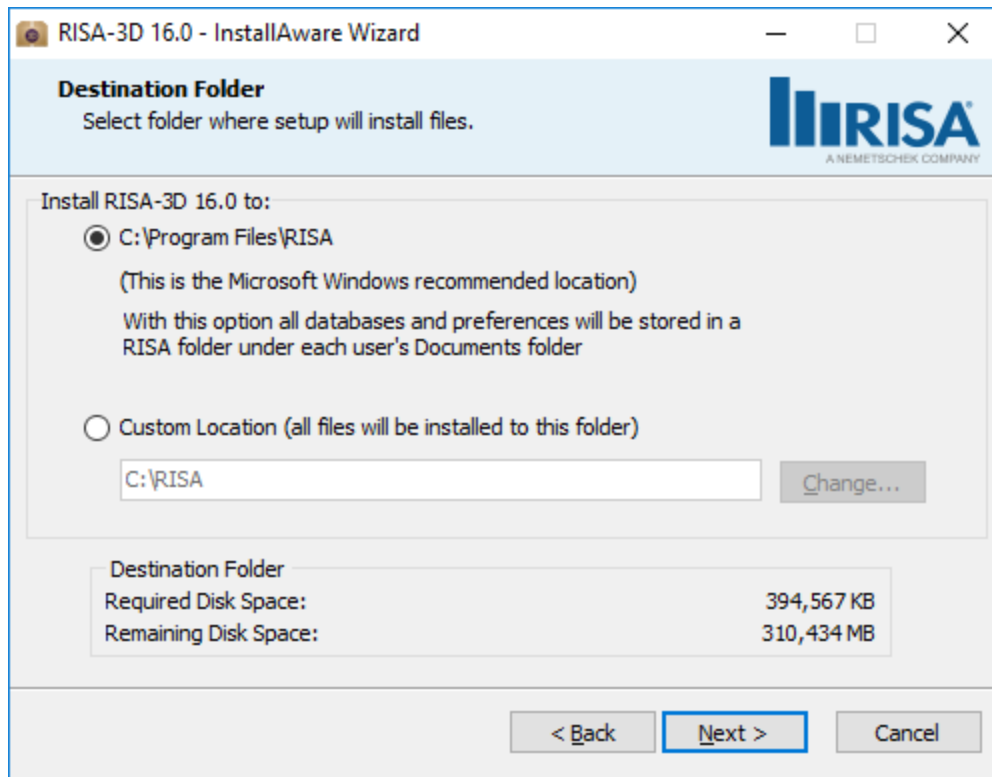 RISA-3D 16.0 - InstallAware Wizard
Destination Folder
Select folder where setup will install files.
RISA®
A NEMETSCHEK COMPANY
Install RISA-3D 16.0 to:
C:\Program Files\RISA
(This is the Microsoft Windows recommended location)
With this option all databases and preferences will be stored in a
RISA folder under each user's Documents folder
Custom Location (all files will be installed to this folder)
C:\RISA
Change...
Destination Folder
Required Disk Space: 394,567 KB
Remaining Disk Space: 310,434 MB
< Back Next > Cancel